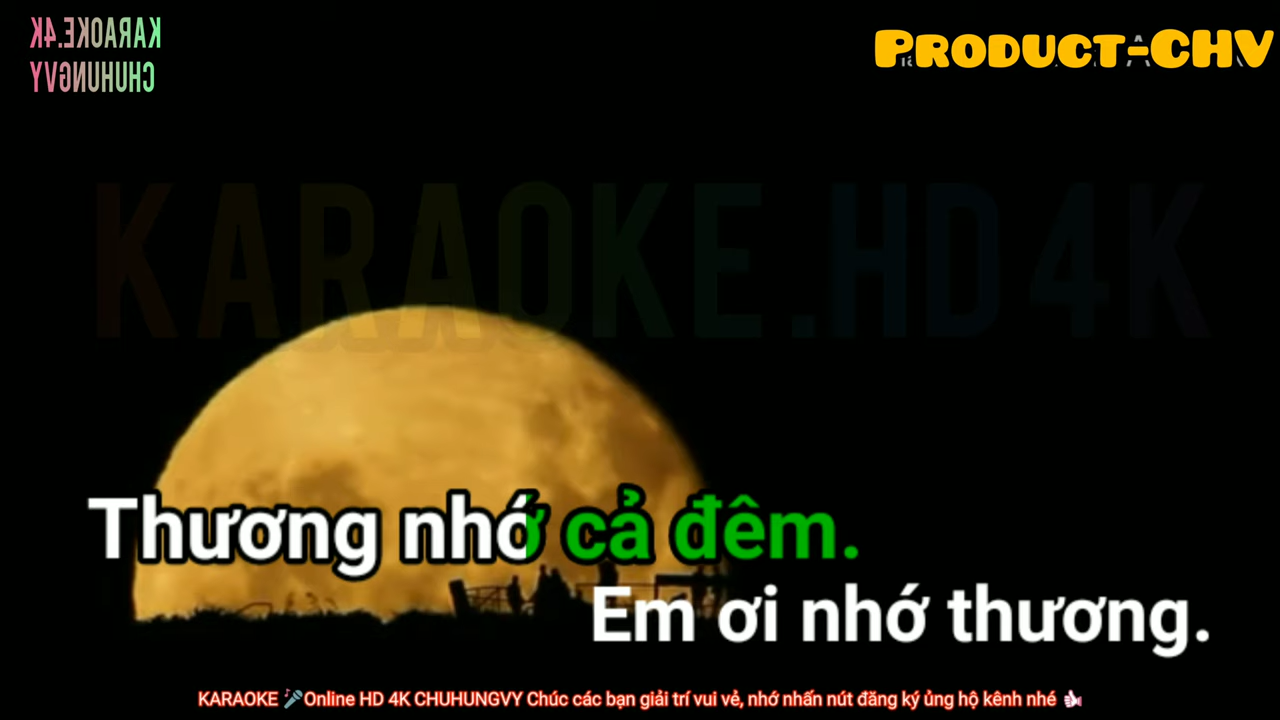 KARAOKE.4K
CHUHUNGVY
PRODUCT-CHV
KARAOKE.HD4K
Thương nhớ cả đêm.
Em ơi nhớ thương.
KARAOKE 🎤Online HD 4K CHUHUNGVY Chúc các bạn giải trí vui vẻ, nhớ nhấn nút đăng ký ủng hộ kênh nhé 👍